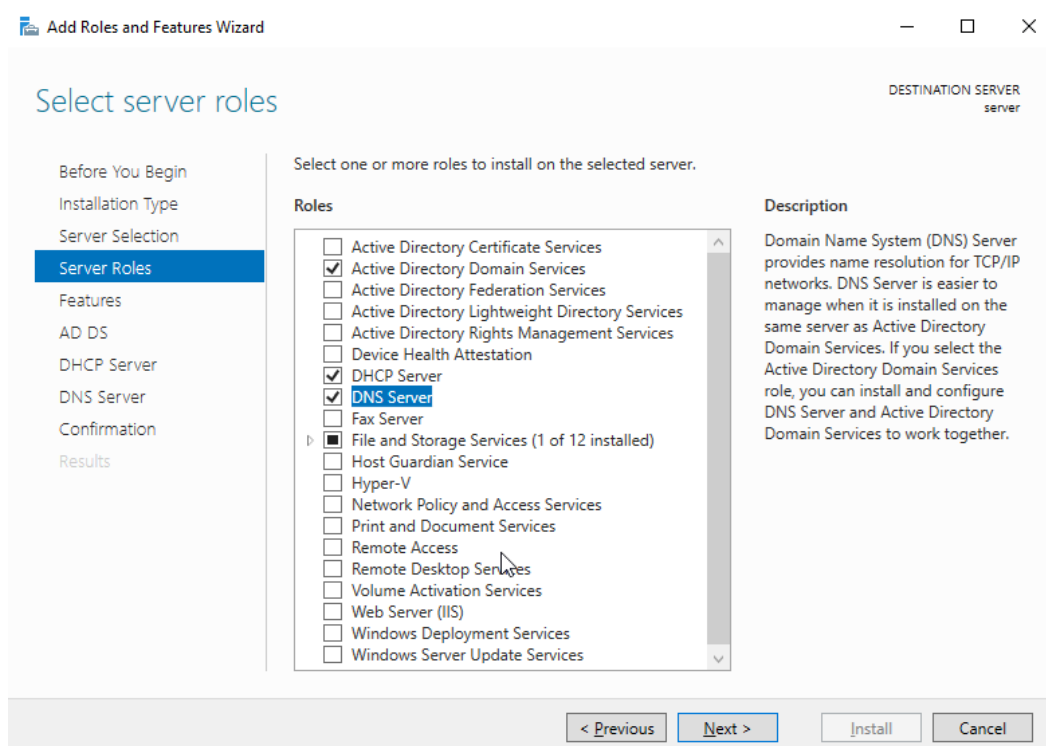 Add Roles and Features Wizard
Select server roles
DESTINATION SERVER
server
Before You Begin
Installation Type
Server Selection
Server Roles
Features
AD DS
DHCP Server
DNS Server
Confirmation
Results
Select one or more roles to install on the selected server.
Roles
Active Directory Certificate Services
Active Directory Domain Services
Active Directory Federation Services
Active Directory Lightweight Directory Services
Active Directory Rights Management Services
Device Health Attestation
DHCP Server
DNS Server
Fax Server
File and Storage Services (1 of 12 installed)
Host Guardian Service
Hyper-V
Network Policy and Access Services
Print and Document Services
Remote Access
Remote Desktop Services
Volume Activation Services
Web Server (IIS)
Windows Deployment Services
Windows Server Update Services
Description
Domain Name System (DNS) Server
provides name resolution for TCP/IP
networks. DNS Server is easier to
manage when it is installed on the
same server as Active Directory
Domain Services. If you select the
Active Directory Domain Services
role, you can install and configure
DNS Server and Active Directory
Domain Services to work together.
< Previous
Next >
Install
Cancel